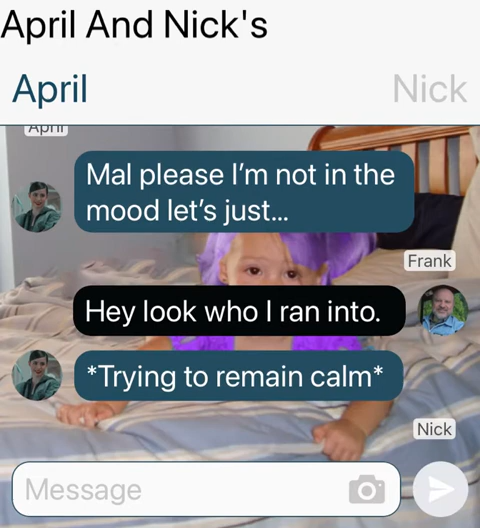 April And Nick's
April
Nick
April
Mal please I'm not in the
mood let's just...
Frank
Hey look who I ran into.
*Trying to remain calm*
Nick
Message